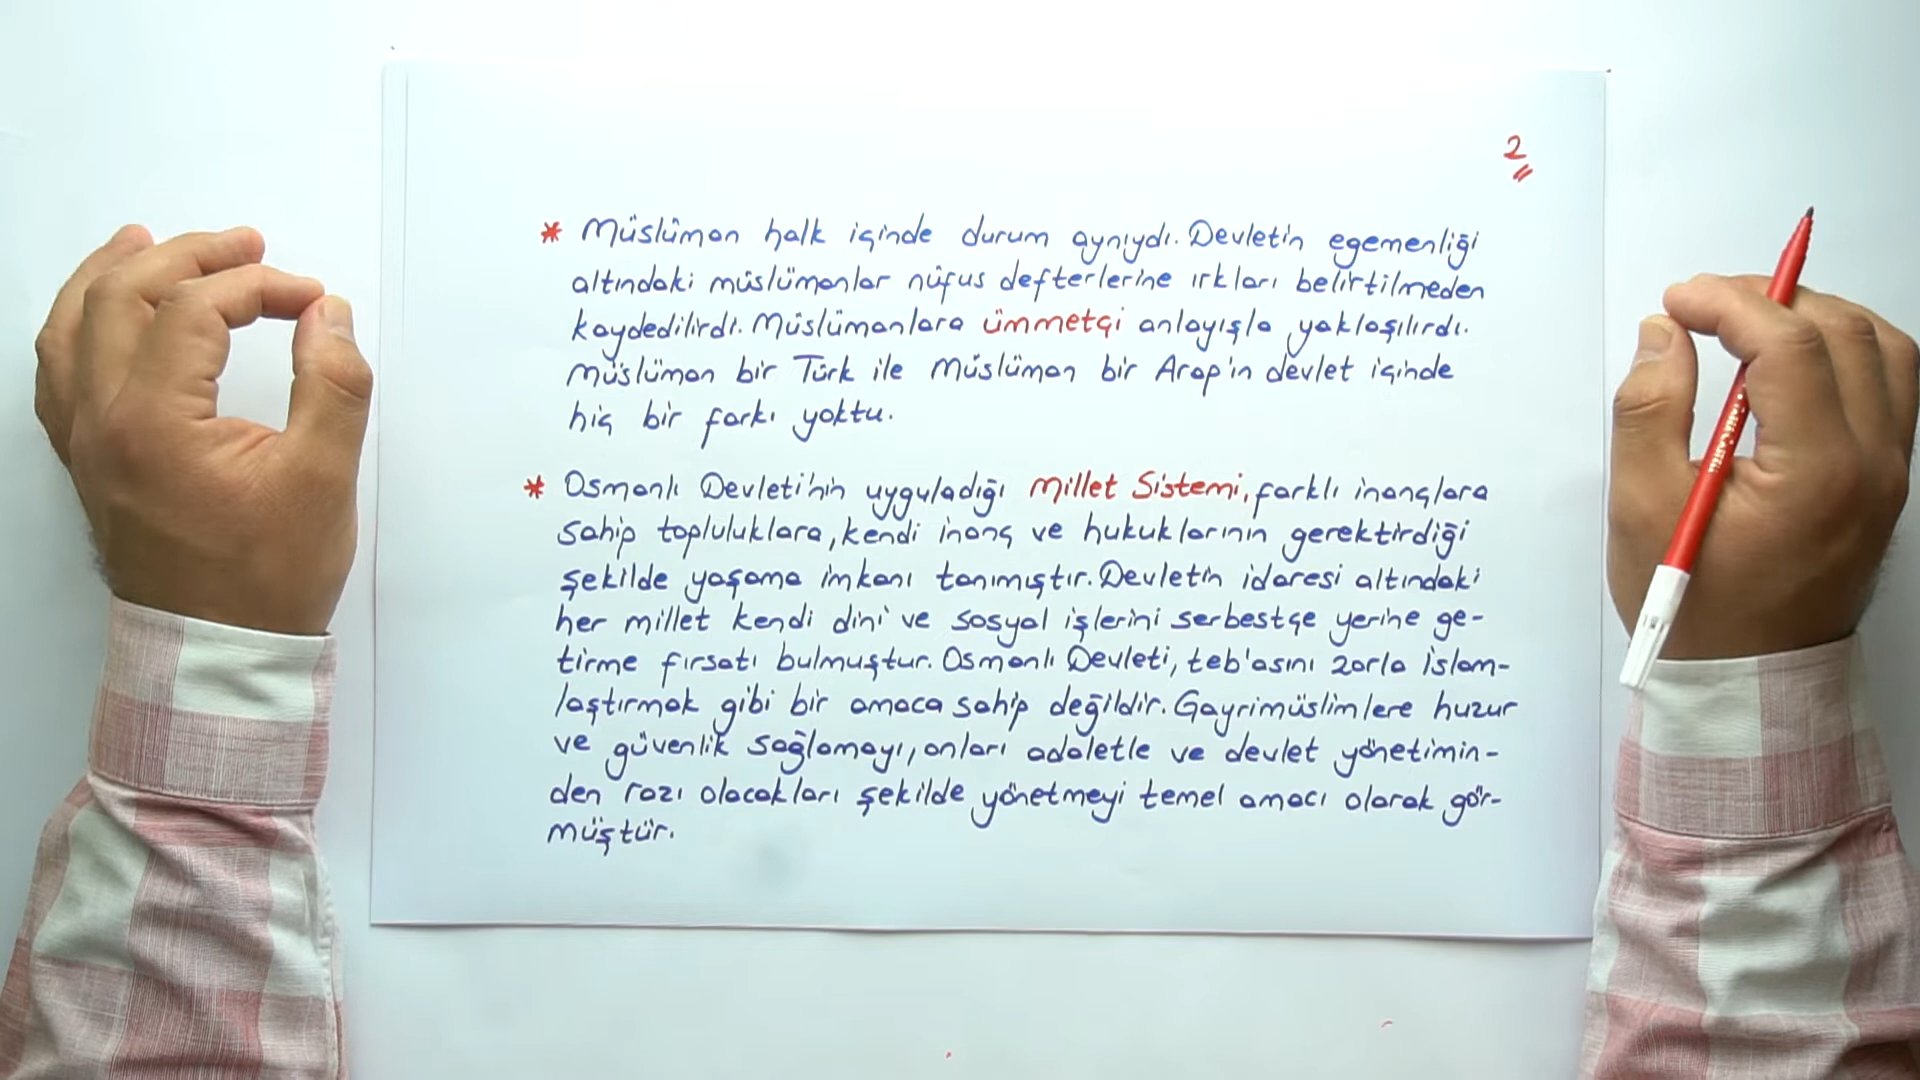 2
* Müslüman halk içinde durum aynıydı. Devletin egemenliği
altındaki müslümanlar nüfus defterlerine ırkları belirtilmeden
kaydedilirdi. Müslümanlara ümmetçi anlayışla yaklaşılırdı.
Müslüman bir Türk ile Müslüman bir Arap'ın devlet içinde
hiç bir farkı yoktu.
* Osmanlı Devleti'nin uyguladığı Millet Sistemi, farklı inançlara
sahip topluluklara, kendi inanç ve hukuklarının gerektirdiği
şekilde yaşama imkanı tanımıştır. Devletin idaresi altındaki
her millet kendi dini ve sosyal işlerini serbestçe yerine ge-
tirme fırsatı bulmuştur. Osmanlı Devleti, teb'asını zorla islam-
laştırmak gibi bir amaca sahip değildir. Gayrimüslimlere huzur
ve güvenlik sağlamayı, onları adaletle ve devlet yönetimin-
den razı olacakları şekilde yönetmeyi temel amacı olarak gör-
müştür.